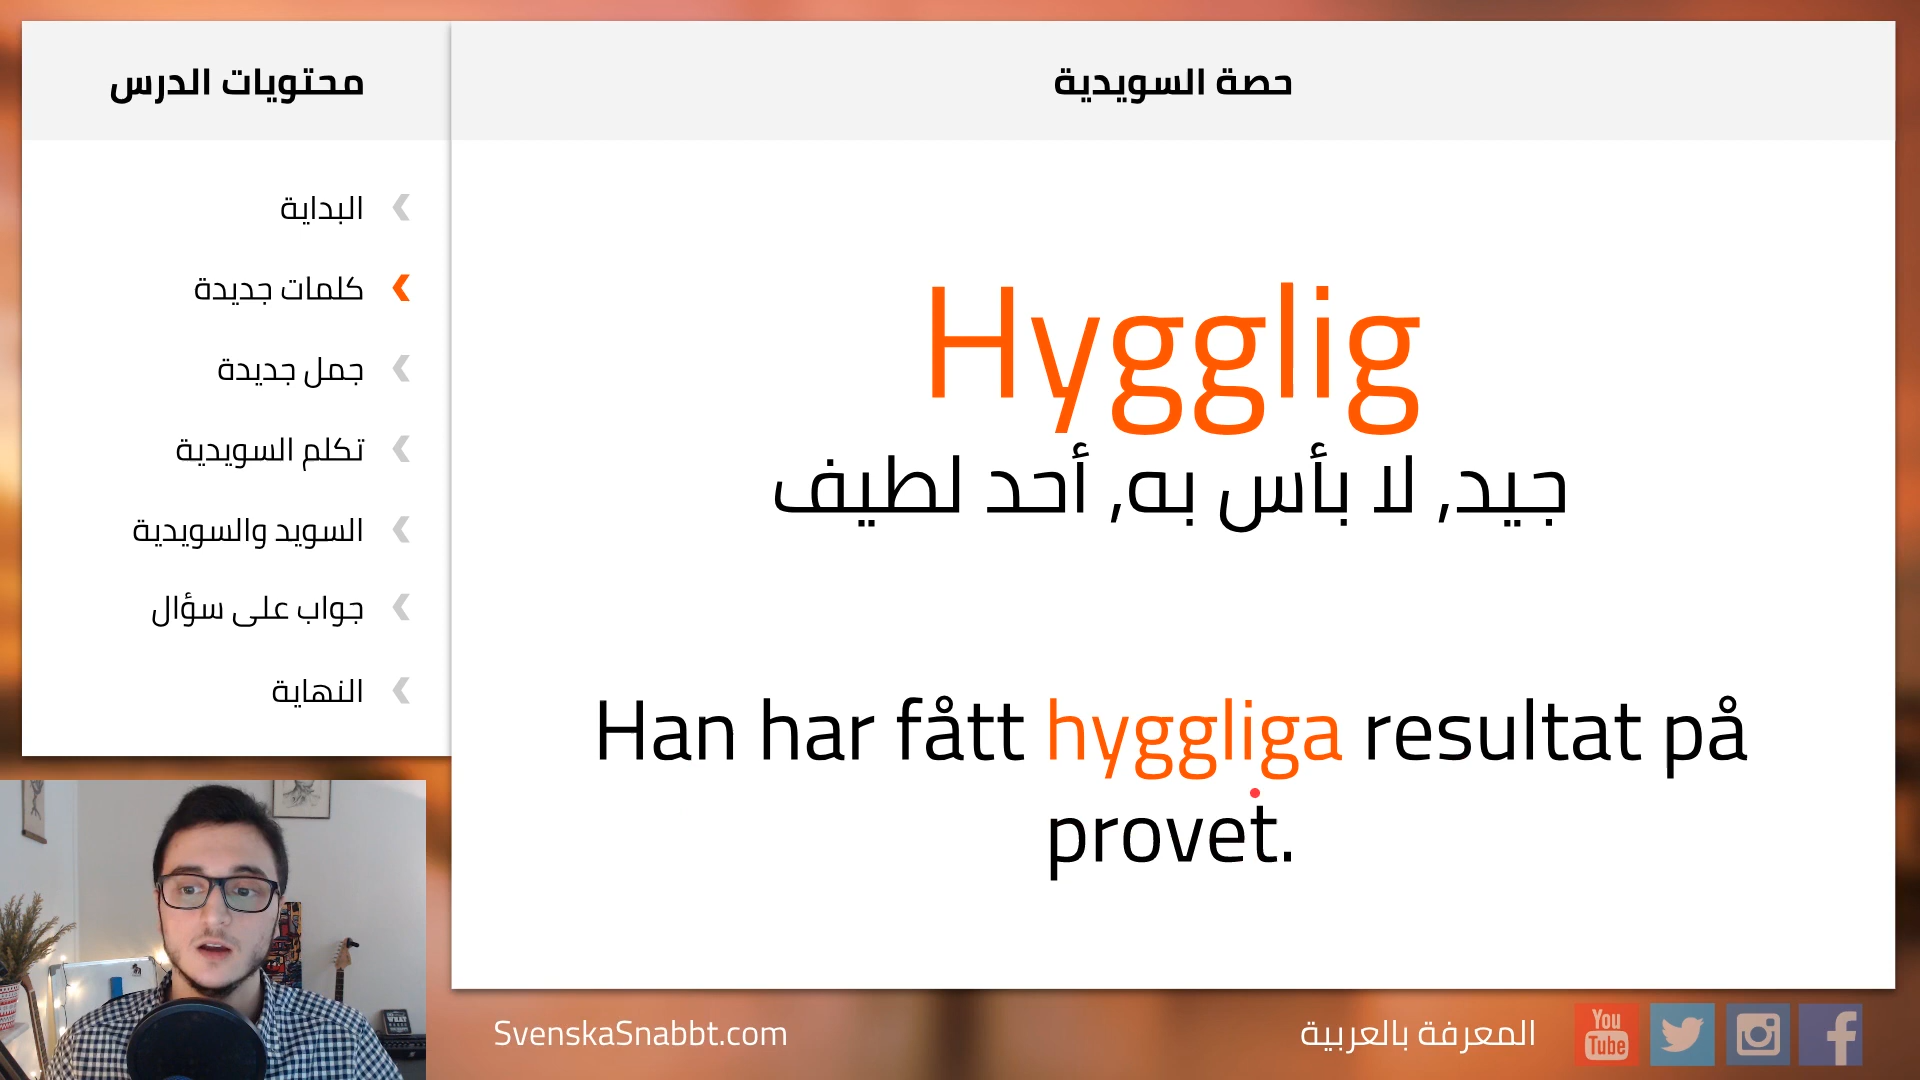 محتويات الدرس
البداية
كلمات جديدة
جمل جديدة
تكلم السويدية
السويد والسويدية
جواب على سؤال
النهاية
حصة السويدية
Hygglig
جيد, لا بأس به, أحد لطيف
Han har fått hyggliga resultat på
provet.
SvenskaSnabbt.com
المعرفة بالعربية
You
Tube